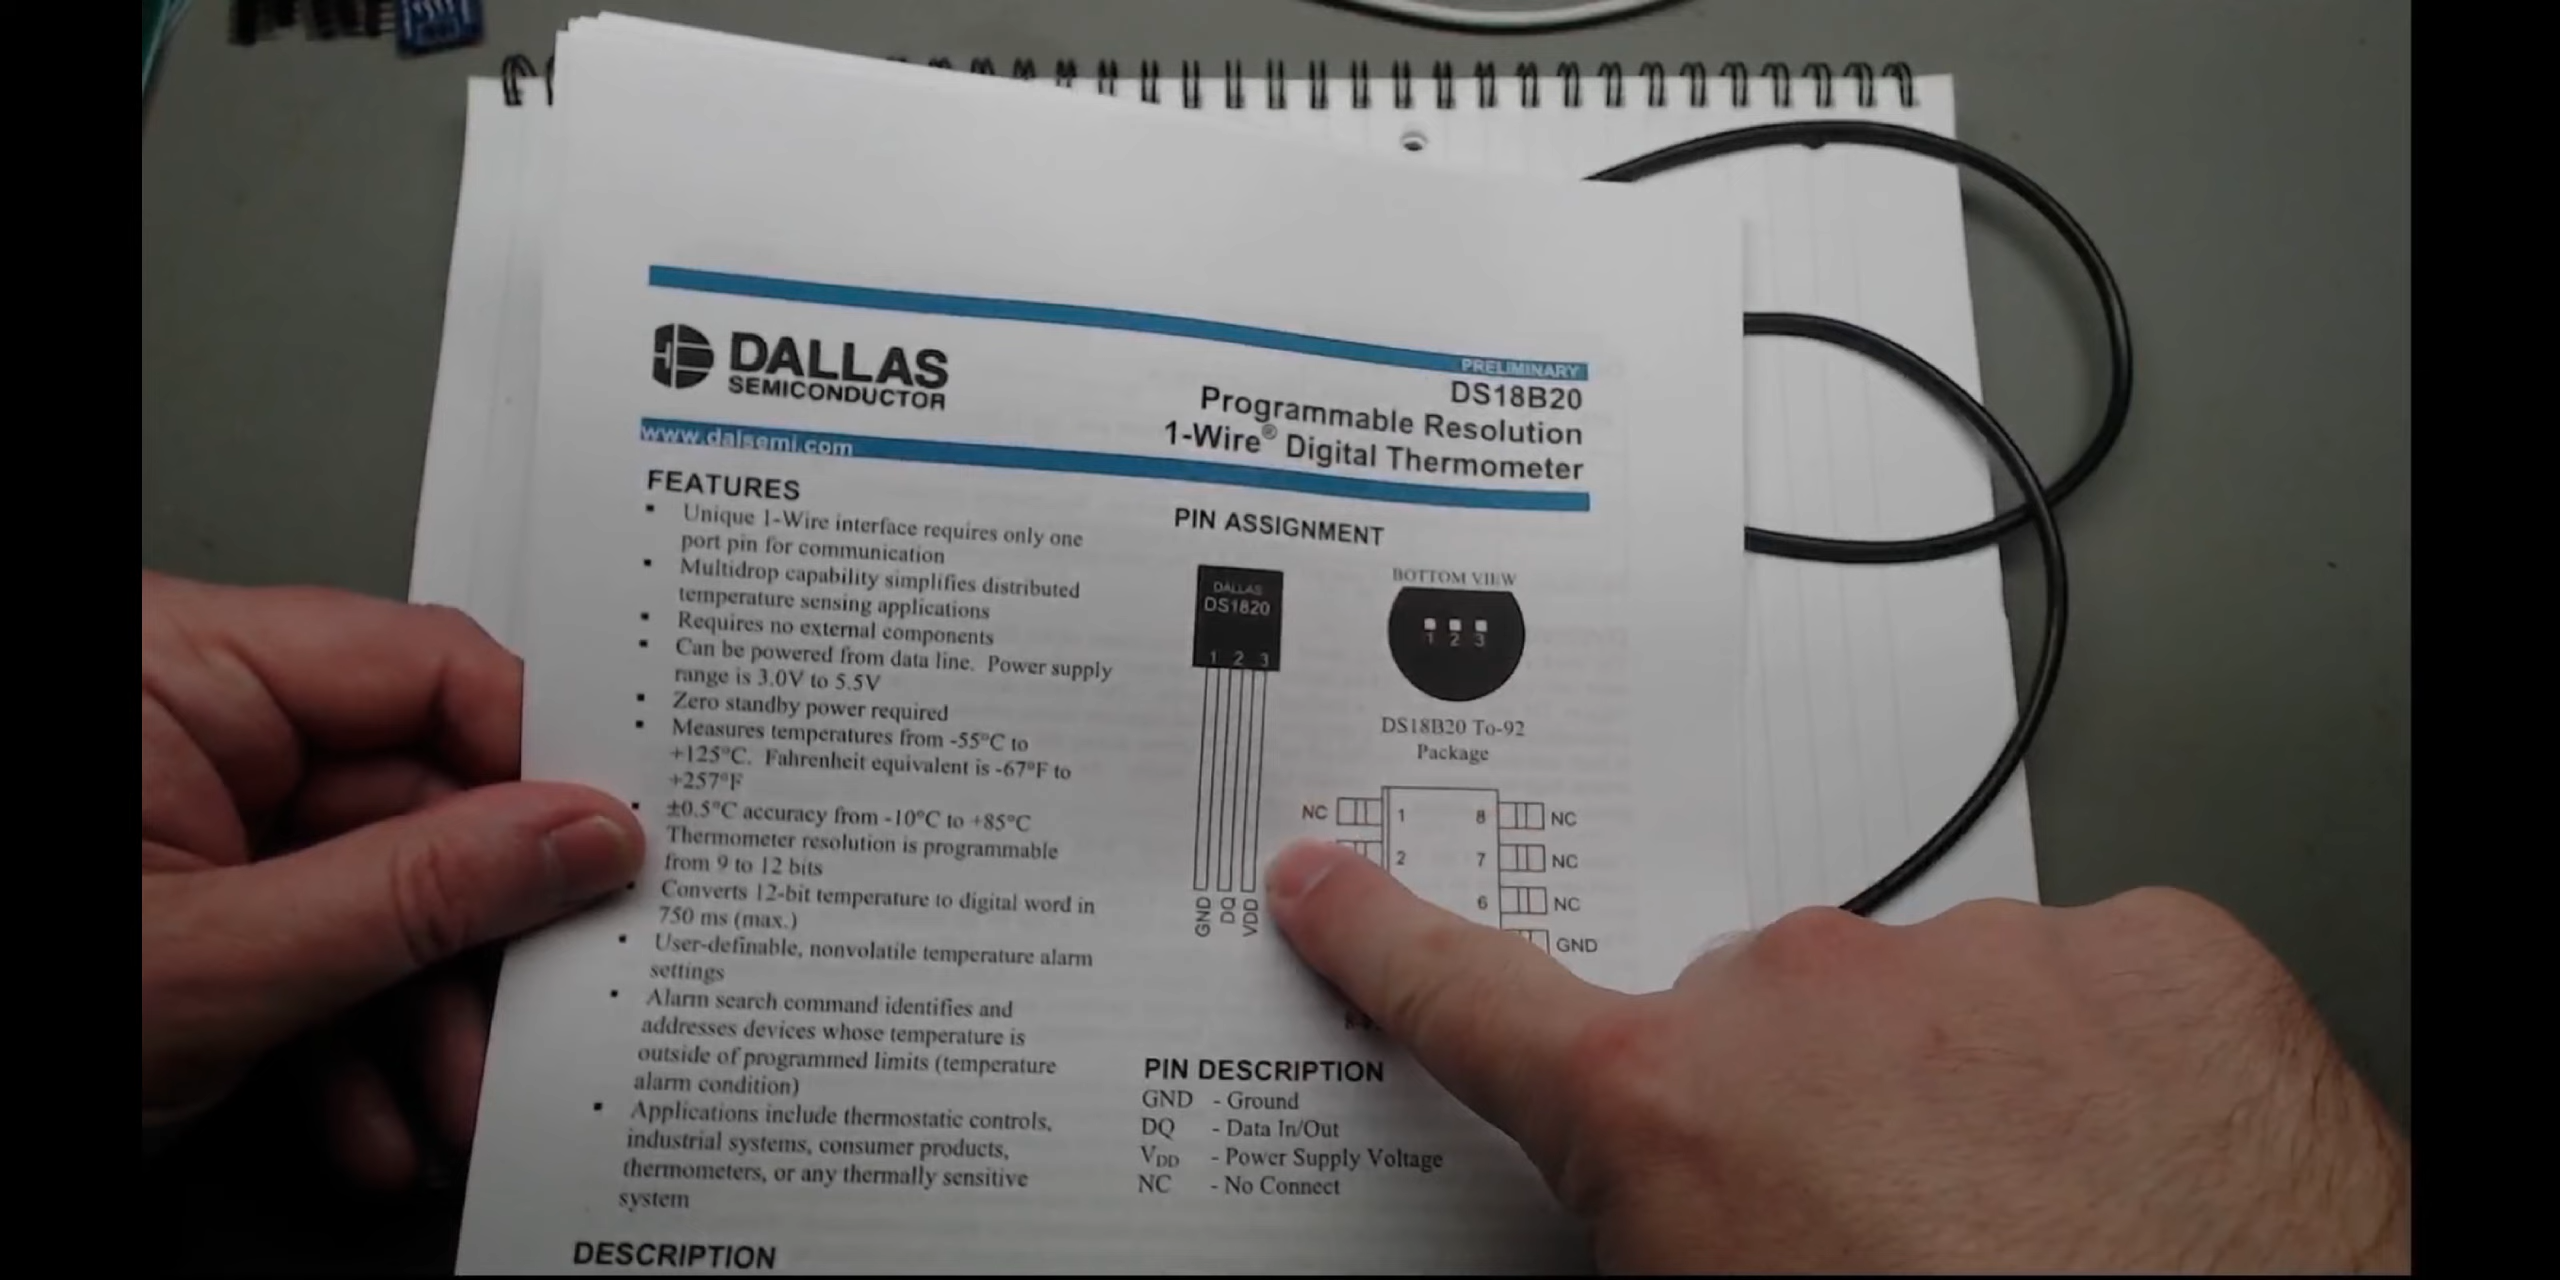 PRELIMINARY
DALLAS
SEMICONDUCTOR
DS18B20
Programmable Resolution
1-Wire® Digital Thermometer
www.dalsemi.com
FEATURES
▪ Unique 1-Wire interface requires only one
port pin for communication
▪ Multidrop capability simplifies distributed
temperature sensing applications
▪ Requires no external components
▪ Can be powered from data line. Power supply
range is 3.0V to 5.5V
▪ Zero standby power required
▪ Measures temperatures from -55°C to
+125°C. Fahrenheit equivalent is -67°F to
+257°F
▪ ±0.5°C accuracy from -10°C to +85°C
Thermometer resolution is programmable
from 9 to 12 bits
▪ Converts 12-bit temperature to digital word in
750 ms (max.)
▪ User-definable, nonvolatile temperature alarm
settings
▪ Alarm search command identifies and
addresses devices whose temperature is
outside of programmed limits (temperature
alarm condition)
▪ Applications include thermostatic controls,
industrial systems, consumer products,
thermometers, or any thermally sensitive
system
DESCRIPTION
PIN ASSIGNMENT
DALLAS
DS1820
1 2 3
GND
DQ
VDD
BOTTOM VIEW
1 2 3
DS18B20 To-92
Package
NC 1 8 NC
2 7 NC
6 NC
GND
PIN DESCRIPTION
GND - Ground
DQ - Data In/Out
VDD - Power Supply Voltage
NC - No Connect